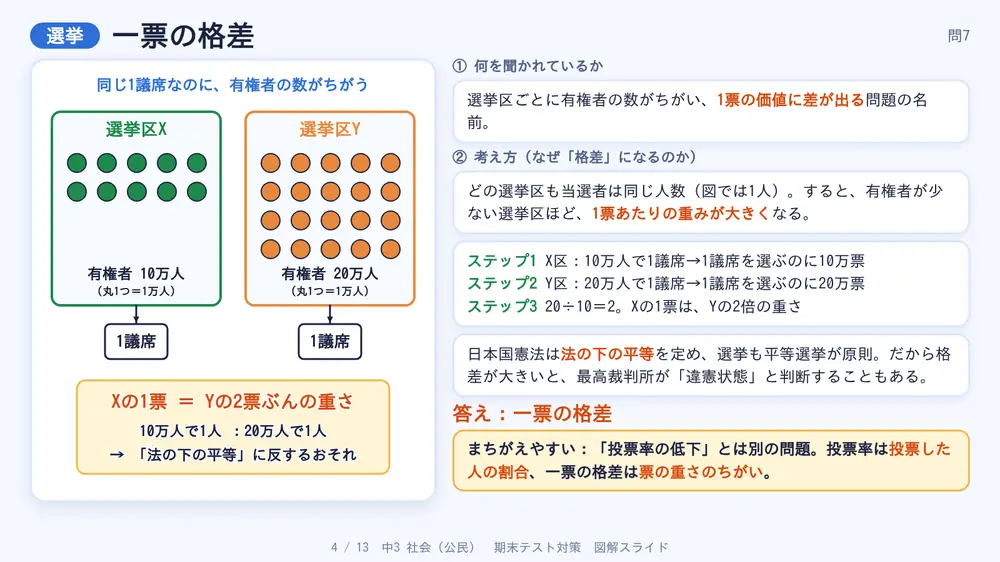 選挙 一票の格差
問7
同じ1議席なのに、有権者の数がちがう
選挙区X
有権者 10万人
(丸1つ=1万人)
1議席
選挙区Y
有権者 20万人
(丸1つ=1万人)
1議席
Xの1票 = Yの2票ぶんの重さ
10万人で1人 :20万人で1人
→ 「法の下の平等」に反するおそれ
① 何を聞かれているか
選挙区ごとに有権者の数がちがい、1票の価値に差が出る問題の名
前。
② 考え方(なぜ「格差」になるのか)
どの選挙区も当選者は同じ人数(図では1人)。すると、有権者が少
ない選挙区ほど、1票あたりの重みが大きくなる。
ステップ1 X区:10万人で1議席→1議席を選ぶのに10万票
ステップ2 Y区:20万人で1議席→1議席を選ぶのに20万票
ステップ3 20÷10=2。Xの1票は、Yの2倍の重さ
日本国憲法は法の下の平等を定め、選挙も平等選挙が原則。だから格
差が大きいと、最高裁判所が「違憲状態」と判断することもある。
答え:一票の格差
まちがえやすい:「投票率の低下」とは別の問題。投票率は投票した
人の割合、一票の格差は票の重さのちがい。
4 / 13 中3 社会(公民) 期末テスト対策 図解スライド